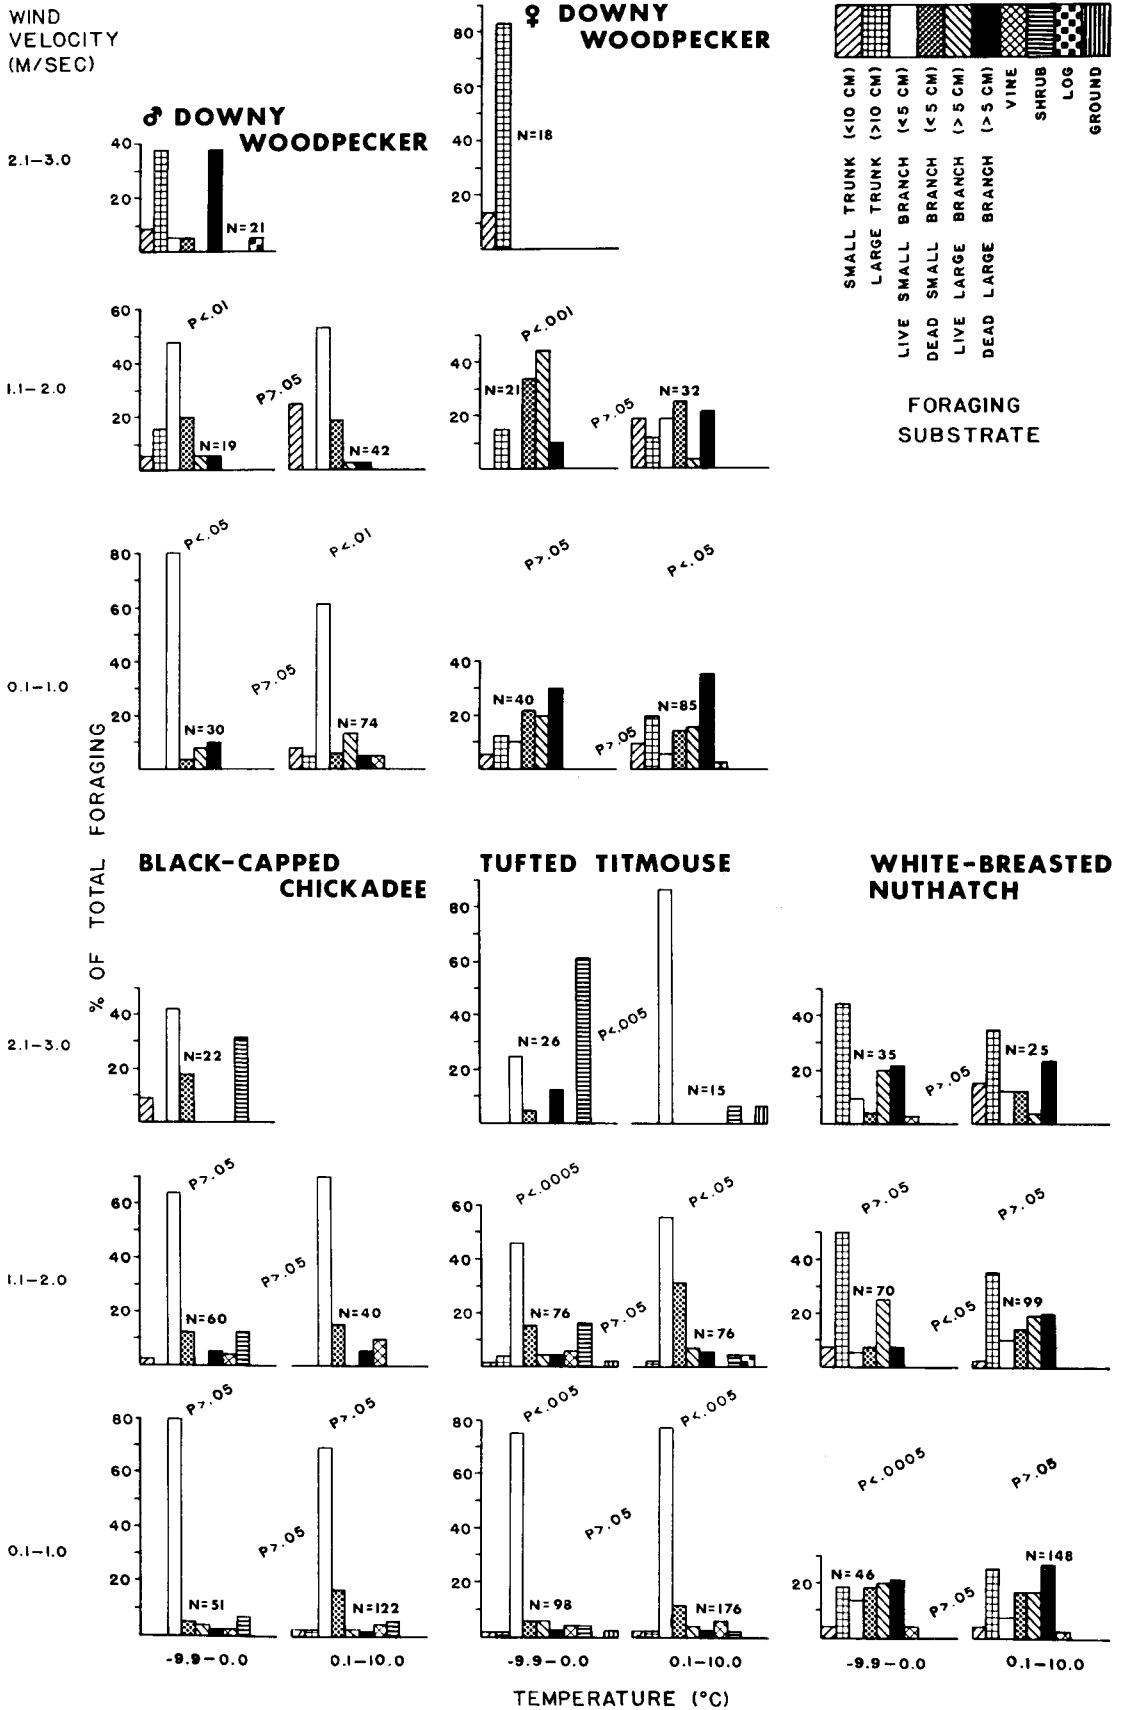 WIND
VELOCITY
(M/SEC)
♀ DOWNY
WOODPECKER
80
60
40
20
N=18
SMALL TRUNK (<10 CM)
LARGE TRUNK (>10 CM)
LIVE SMALL BRANCH (<5 CM)
DEAD SMALL BRANCH (<5 CM)
LIVE LARGE BRANCH (>5 CM)
DEAD LARGE BRANCH (>5 CM)
VINE
SHRUB
LOG
GROUND
FORAGING
SUBSTRATE
♂ DOWNY
WOODPECKER
2.1–3.0
40
20
N=21
1.1–2.0
60
40
20
P<.01
N=19
P>.05
N=42
40
20
P<.001
N=21
P>.05
N=32
0.1–1.0
80
60
40
20
P<.05
N=30
P>.05
P<.01
N=74
40
20
P>.05
N=40
P>.05
P<.05
N=85
% OF TOTAL FORAGING
BLACK–CAPPED
CHICKADEE
TUFTED TITMOUSE
WHITE–BREASTED
NUTHATCH
2.1–3.0
40
20
N=22
80
60
40
20
N=26
P<.005
N=15
40
20
N=35
P>.05
N=25
1.1–2.0
60
40
20
P>.05
N=60
P>.05
N=40
60
40
20
P<.0005
N=76
P>.05
P<.05
N=76
40
20
P>.05
N=70
P<.05
P>.05
N=99
0.1–1.0
80
60
40
20
P>.05
N=51
P>.05
P>.05
N=122
80
60
40
20
P<.005
N=98
P>.05
P<.005
N=176
20
P<.0005
N=46
P>.05
P>.05
N=148
-9.9–0.0
0.1–10.0
-9.9–0.0
0.1–10.0
-9.9–0.0
0.1–10.0
TEMPERATURE (°C)